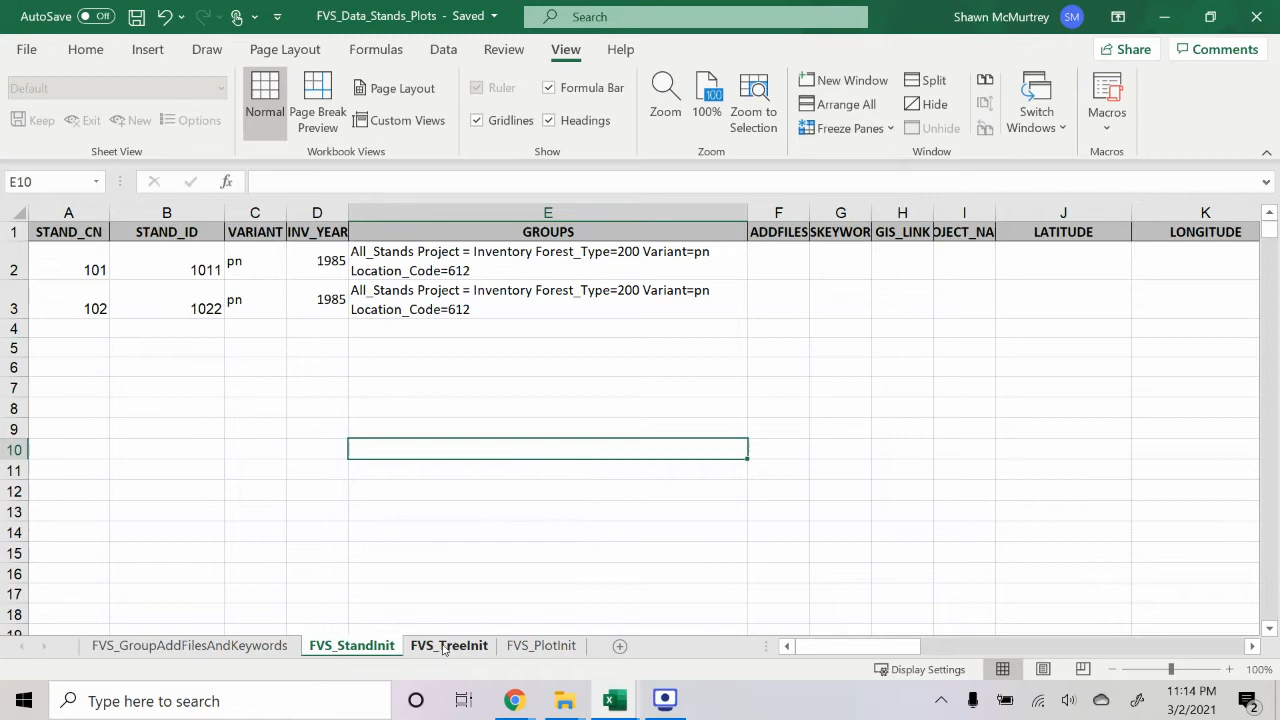 AutoSave Off FVS_Data_Stands_Plots - Saved Search Shawn McMurtrey SM
File Home Insert Draw Page Layout Formulas Data Review View Help Share Comments
Default
Keep Exit New Options
Sheet View
Normal
Page Break
Preview
Page Layout
Custom Views
Workbook Views
Ruler Formula Bar
Gridlines Headings
Show
Zoom
100
100%
Zoom to
Selection
Zoom
New Window
Arrange All
Freeze Panes
Split
Hide
Unhide
Switch
Windows
Window
Macros
Macros
E10 fx
A B C D E F G H I J K
1 STAND_CN STAND_ID VARIANT INV_YEAR GROUPS ADDFILES SKEYWOR GIS_LINK OJECT_NA LATITUDE LONGITUDE
2 101 1011 pn 1985 All_Stands Project = Inventory Forest_Type=200 Variant=pn
Location_Code=612
3 102 1022 pn 1985 All_Stands Project = Inventory Forest_Type=200 Variant=pn
Location_Code=612
4
5
6
7
8
9
10
11
12
13
14
15
16
17
18
19
FVS_GroupAddFilesAndKeywords FVS_StandInit FVS_TreeInit FVS_PlotInit
Display Settings 100%
Type here to search
11:14 PM
3/2/2021
2